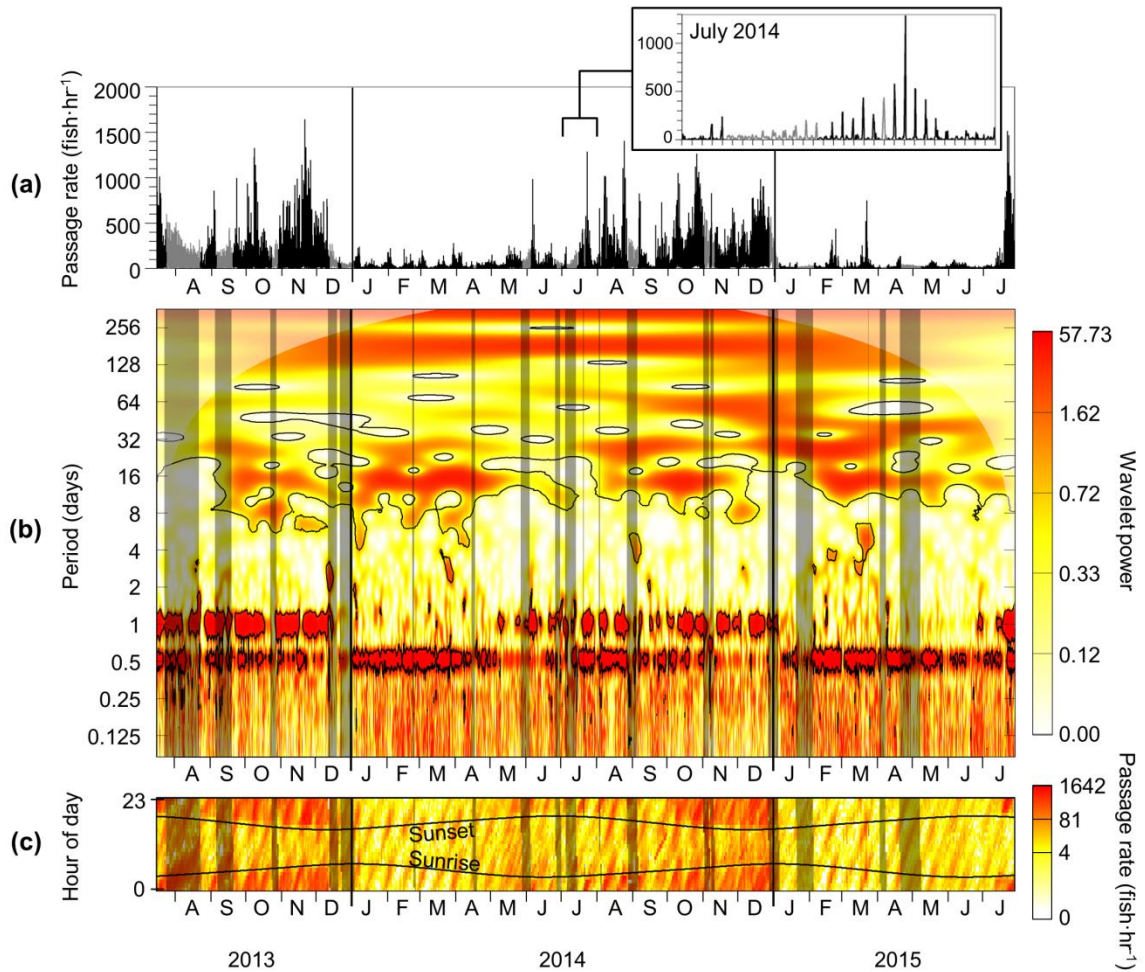 July 2014
1000
500
0
(a)
Passage rate (fish·hr⁻¹)
2000
1500
1000
500
0
A S O N D J F M A M J J A S O N D J F M A M J J
(b)
Period (days)
256
128
64
32
16
8
4
2
1
0.5
0.25
0.125
57.73
1.62
0.72
0.33
0.12
0.00
Wavelet power
A S O N D J F M A M J J A S O N D J F M A M J J
(c)
Hour of day
23
0
Sunset
Sunrise
1642
81
4
0
Passage rate (fish·hr⁻¹)
A S O N D J F M A M J J A S O N D J F M A M J J
2013 2014 2015